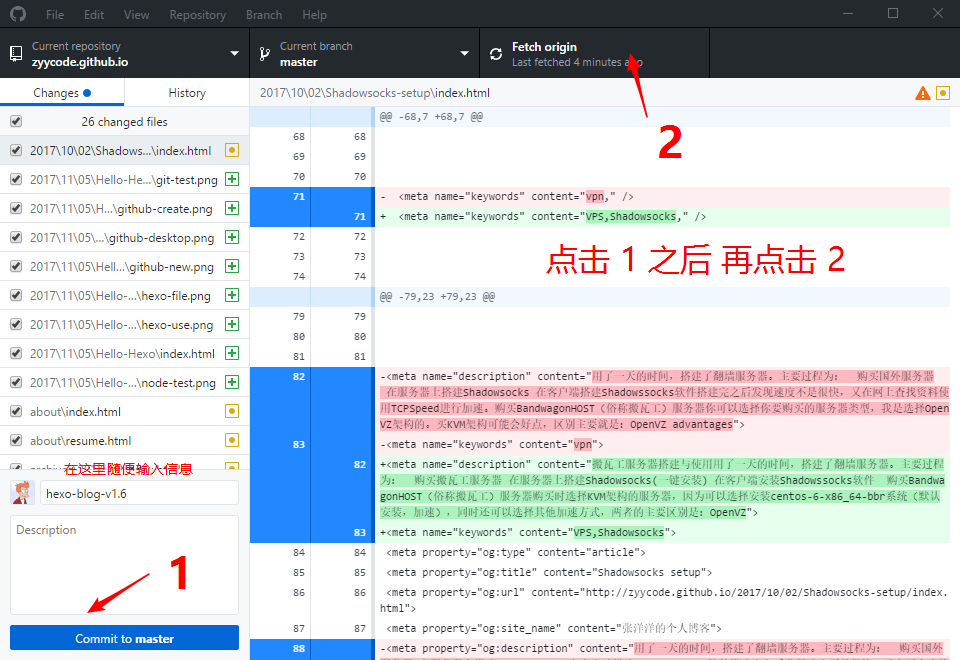 File Edit View Repository Branch Help
Current repository
zyycode.github.io
Current branch
master
Fetch origin
Last fetched 4 minutes ago
Changes History
2017\10\02\Shadowsocks-setup\index.html
26 changed files
2017\10\02\Shadows...\index.html
2017\11\05\Hello-He...\git-test.png
2017\11\05\H...\github-create.png
2017\11\05\...\github-desktop.png
2017\11\05\Hell...\github-new.png
2017\11\05\Hello-...\hexo-file.png
2017\11\05\Hello-...\hexo-use.png
2017\11\05\Hello-Hexo\index.html
2017\11\05\Hello-...\node-test.png
about\index.html
about\resume.html
在这里随便输入信息
hexo-blog-v1.6
Description
1
Commit to master
@@ -68,7 +68,7 @@
68 68
69 69
70 70
71 - <meta name="keywords" content="vpn," />
71 + <meta name="keywords" content="VPS,Shadowsocks," />
72 72
73 73
74 74
2
点击 1 之后 再点击 2
@@ -79,23 +79,23 @@
79 79
80 80
81 81
82 -<meta name="description" content="用了一天的时间，搭建了翻墙服务器。主要过程为： 购买国外服务器
在服务器上搭建Shadowsocks 在客户端搭建Shadowssocks软件搭建完之后发现速度不是很快，又在网上查找资料使
用TCPSpeed进行加速。购买BandwagonHOST（俗称搬瓦工）服务器你可以选择你要购买的服务器类型，我是选择Open
VZ架构的。买KVM架构可能会好点，区别主要就是：OpenVZ advantages">
83 -<meta name="keywords" content="vpn">
82 +<meta name="description" content="搬瓦工服务器搭建与使用用了一天的时间，搭建了翻墙服务器。主要过程
为： 购买搬瓦工服务器 在服务器上搭建Shadowsocks(一键安装) 在客户端安装Shadowssocks软件 购买Bandwa
gonHOST（俗称搬瓦工）服务器购买时选择KVM架构的服务器，因为可以选择安装centos-6-x86_64-bbr系统（默认
安装，加速），同时还可以选择其他加速方式，两者的主要区别是：OpenVZ">
83 +<meta name="keywords" content="VPS,Shadowsocks">
84 84 <meta property="og:type" content="article">
85 85 <meta property="og:title" content="Shadowsocks setup">
86 86 <meta property="og:url" content="http://zyycode.github.io/2017/10/02/Shadowsocks-setup/index.
html">
87 87 <meta property="og:site_name" content="张洋洋的个人博客">
88 -<meta property="og:description" content="用了一天的时间，搭建了翻墙服务器。主要过程为： 购买国外